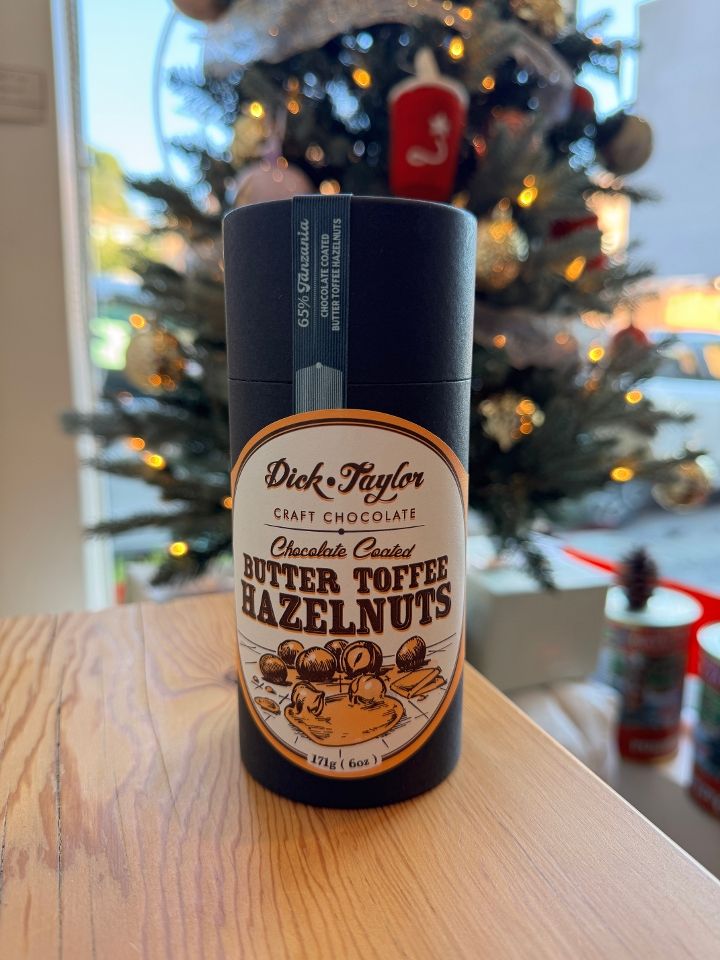 65% Tanzania
CHOCOLATE COATED
BUTTER TOFFEE HAZELNUTS
Dick • Taylor
CRAFT CHOCOLATE
Chocolate Coated
BUTTER TOFFEE
HAZELNUTS
171g ( 6oz )